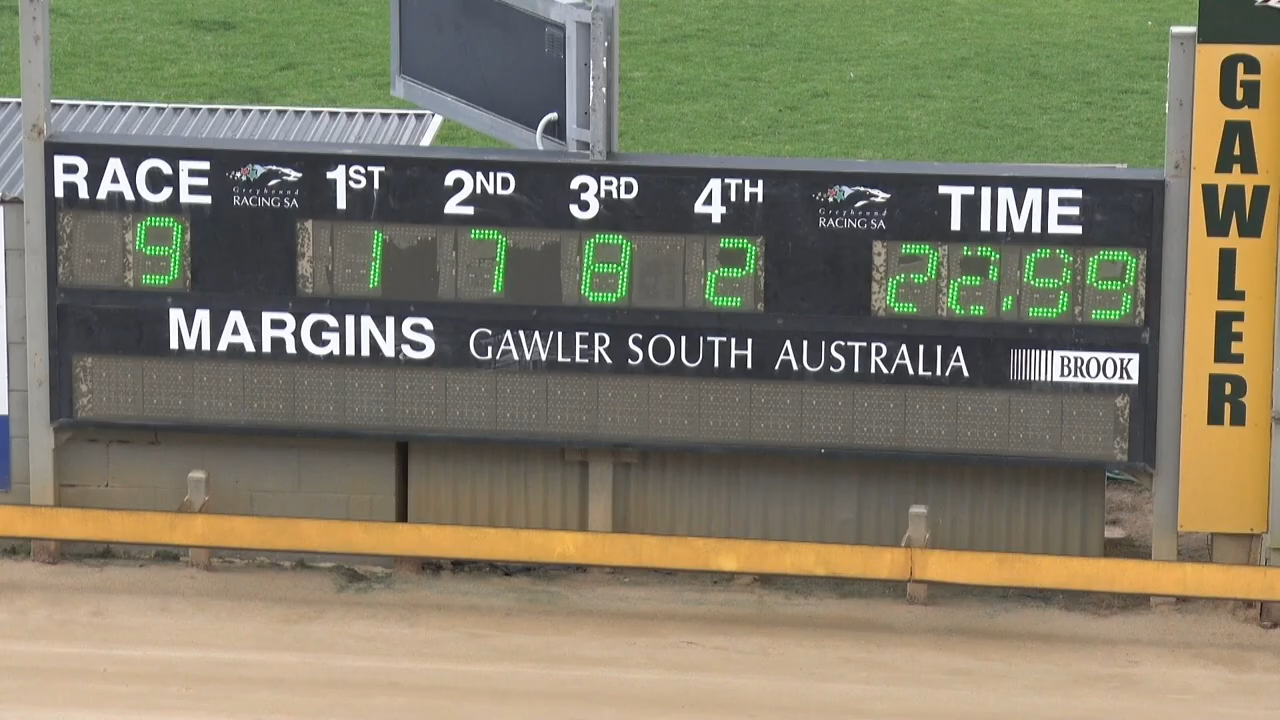 RACE Greyhound RACING SA 1ST 2ND 3RD 4TH Greyhound RACING SA TIME
9 1 7 8 2 22.99
MARGINS GAWLER SOUTH AUSTRALIA BROOK
GAWLER